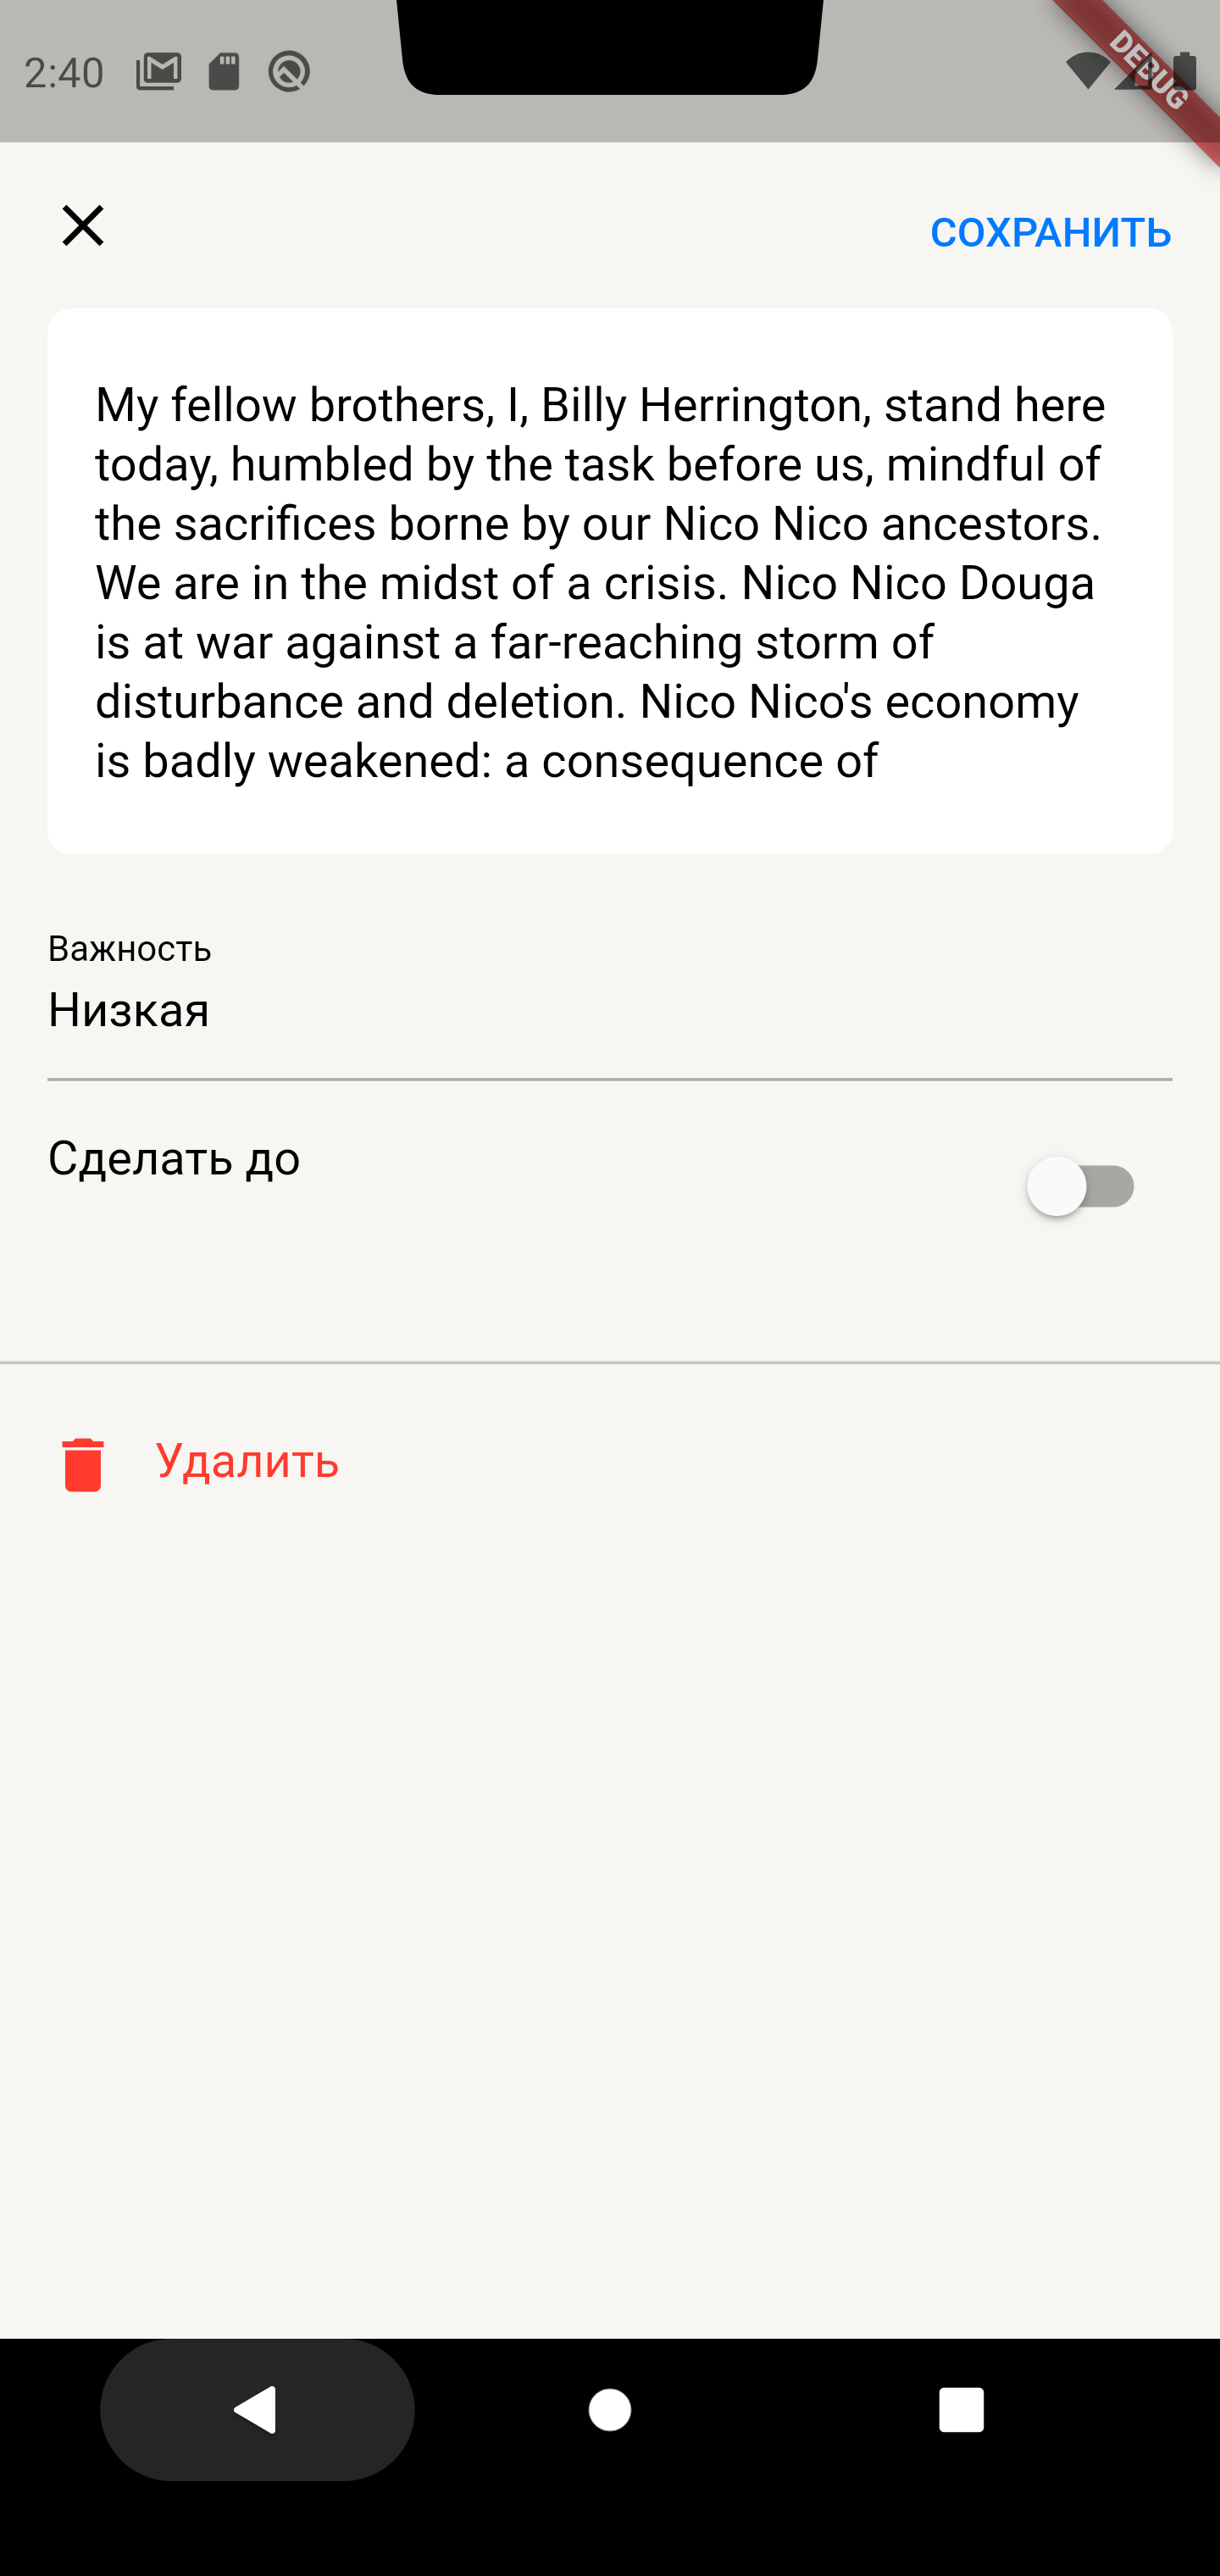 2:40
DEBUG
СОХРАНИТЬ
My fellow brothers, I, Billy Herrington, stand here
today, humbled by the task before us, mindful of
the sacrifices borne by our Nico Nico ancestors.
We are in the midst of a crisis. Nico Nico Douga
is at war against a far-reaching storm of
disturbance and deletion. Nico Nico's economy
is badly weakened: a consequence of
Важность
Низкая
Сделать до
Удалить